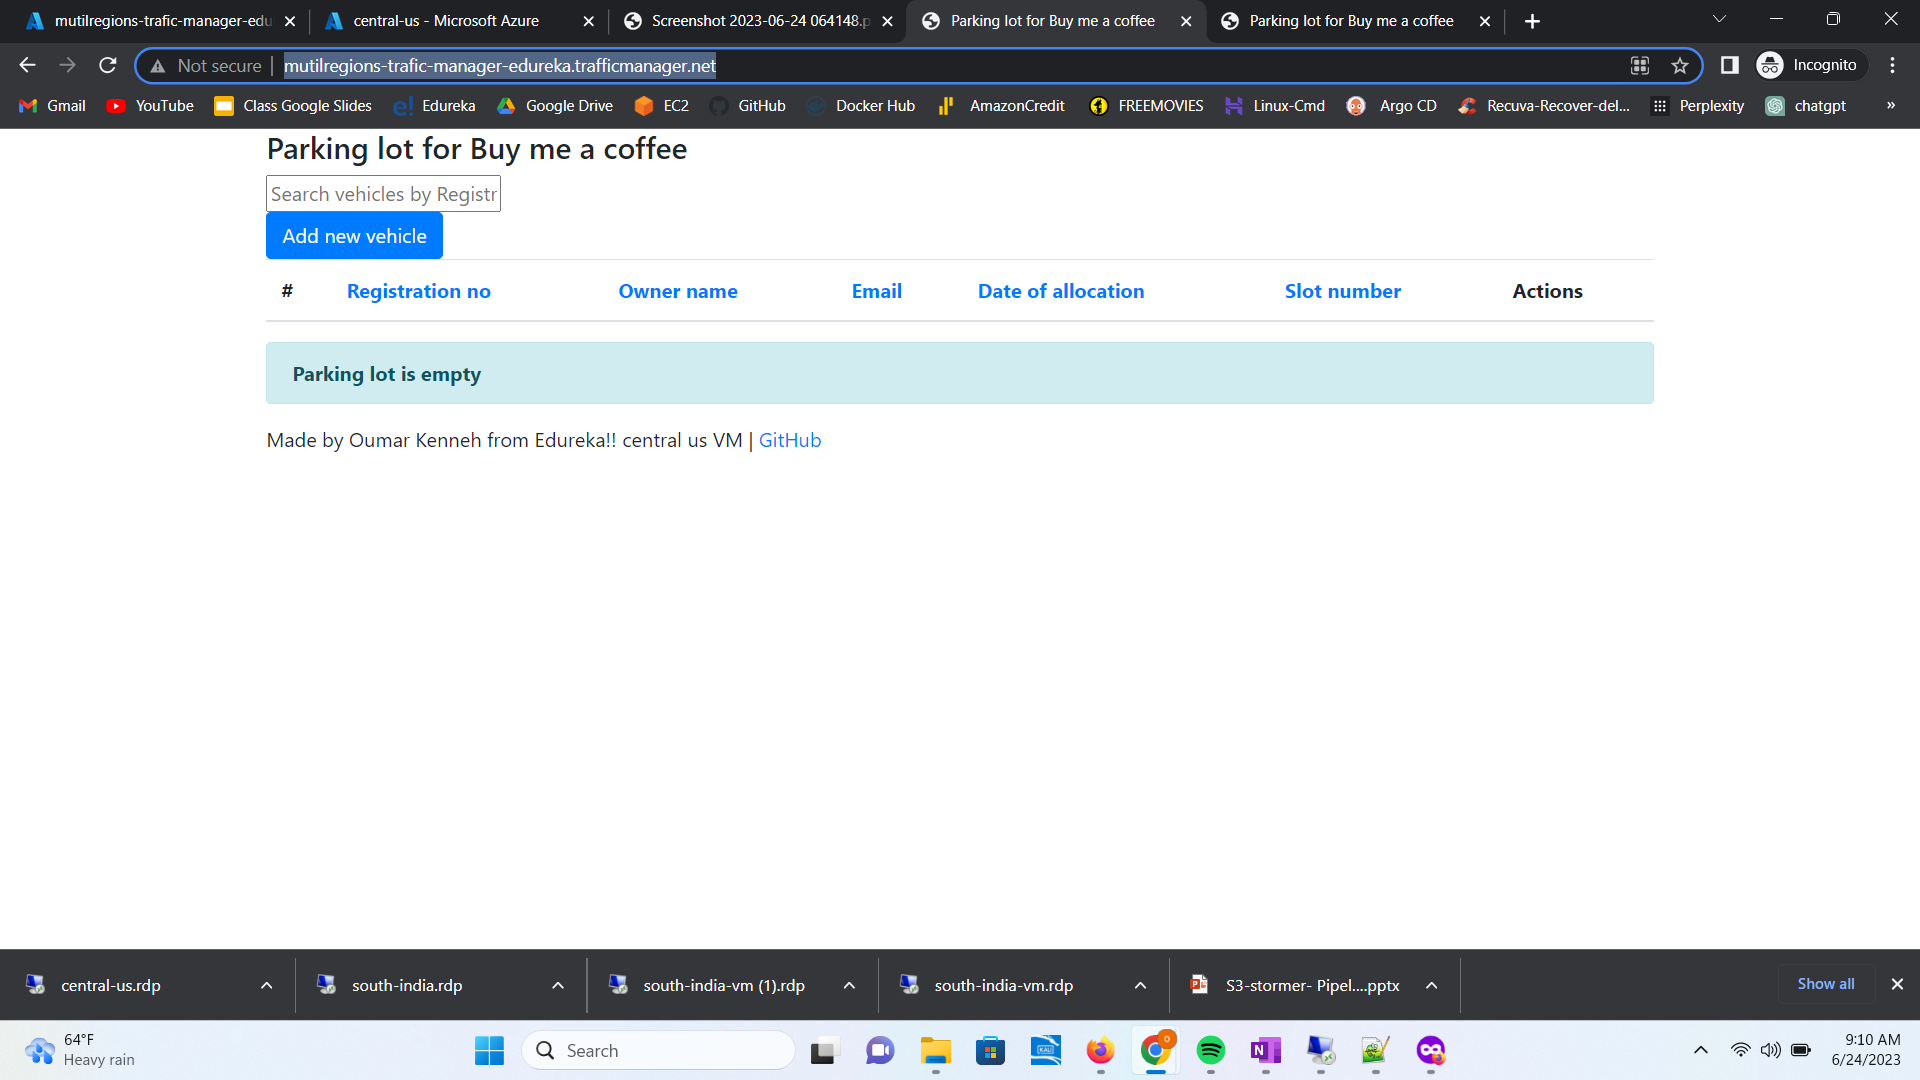 mutilregions-trafic-manager-edu
central-us - Microsoft Azure
Screenshot 2023-06-24 064148.p
Parking lot for Buy me a coffee
Parking lot for Buy me a coffee
Not secure
mutilregions-trafic-manager-edureka.trafficmanager.net
Incognito
Gmail
YouTube
Class Google Slides
Edureka
Google Drive
EC2
GitHub
Docker Hub
AmazonCredit
FREEMOVIES
Linux-Cmd
Argo CD
Recuva-Recover-del...
Perplexity
chatgpt
»
Parking lot for Buy me a coffee
Search vehicles by Registr
Add new vehicle
# Registration no Owner name Email Date of allocation Slot number Actions
Parking lot is empty
Made by Oumar Kenneh from Edureka!! central us VM | GitHub
central-us.rdp
south-india.rdp
south-india-vm (1).rdp
south-india-vm.rdp
S3-stormer- Pipel....pptx
Show all
64°F
Heavy rain
Search
9:10 AM
6/24/2023